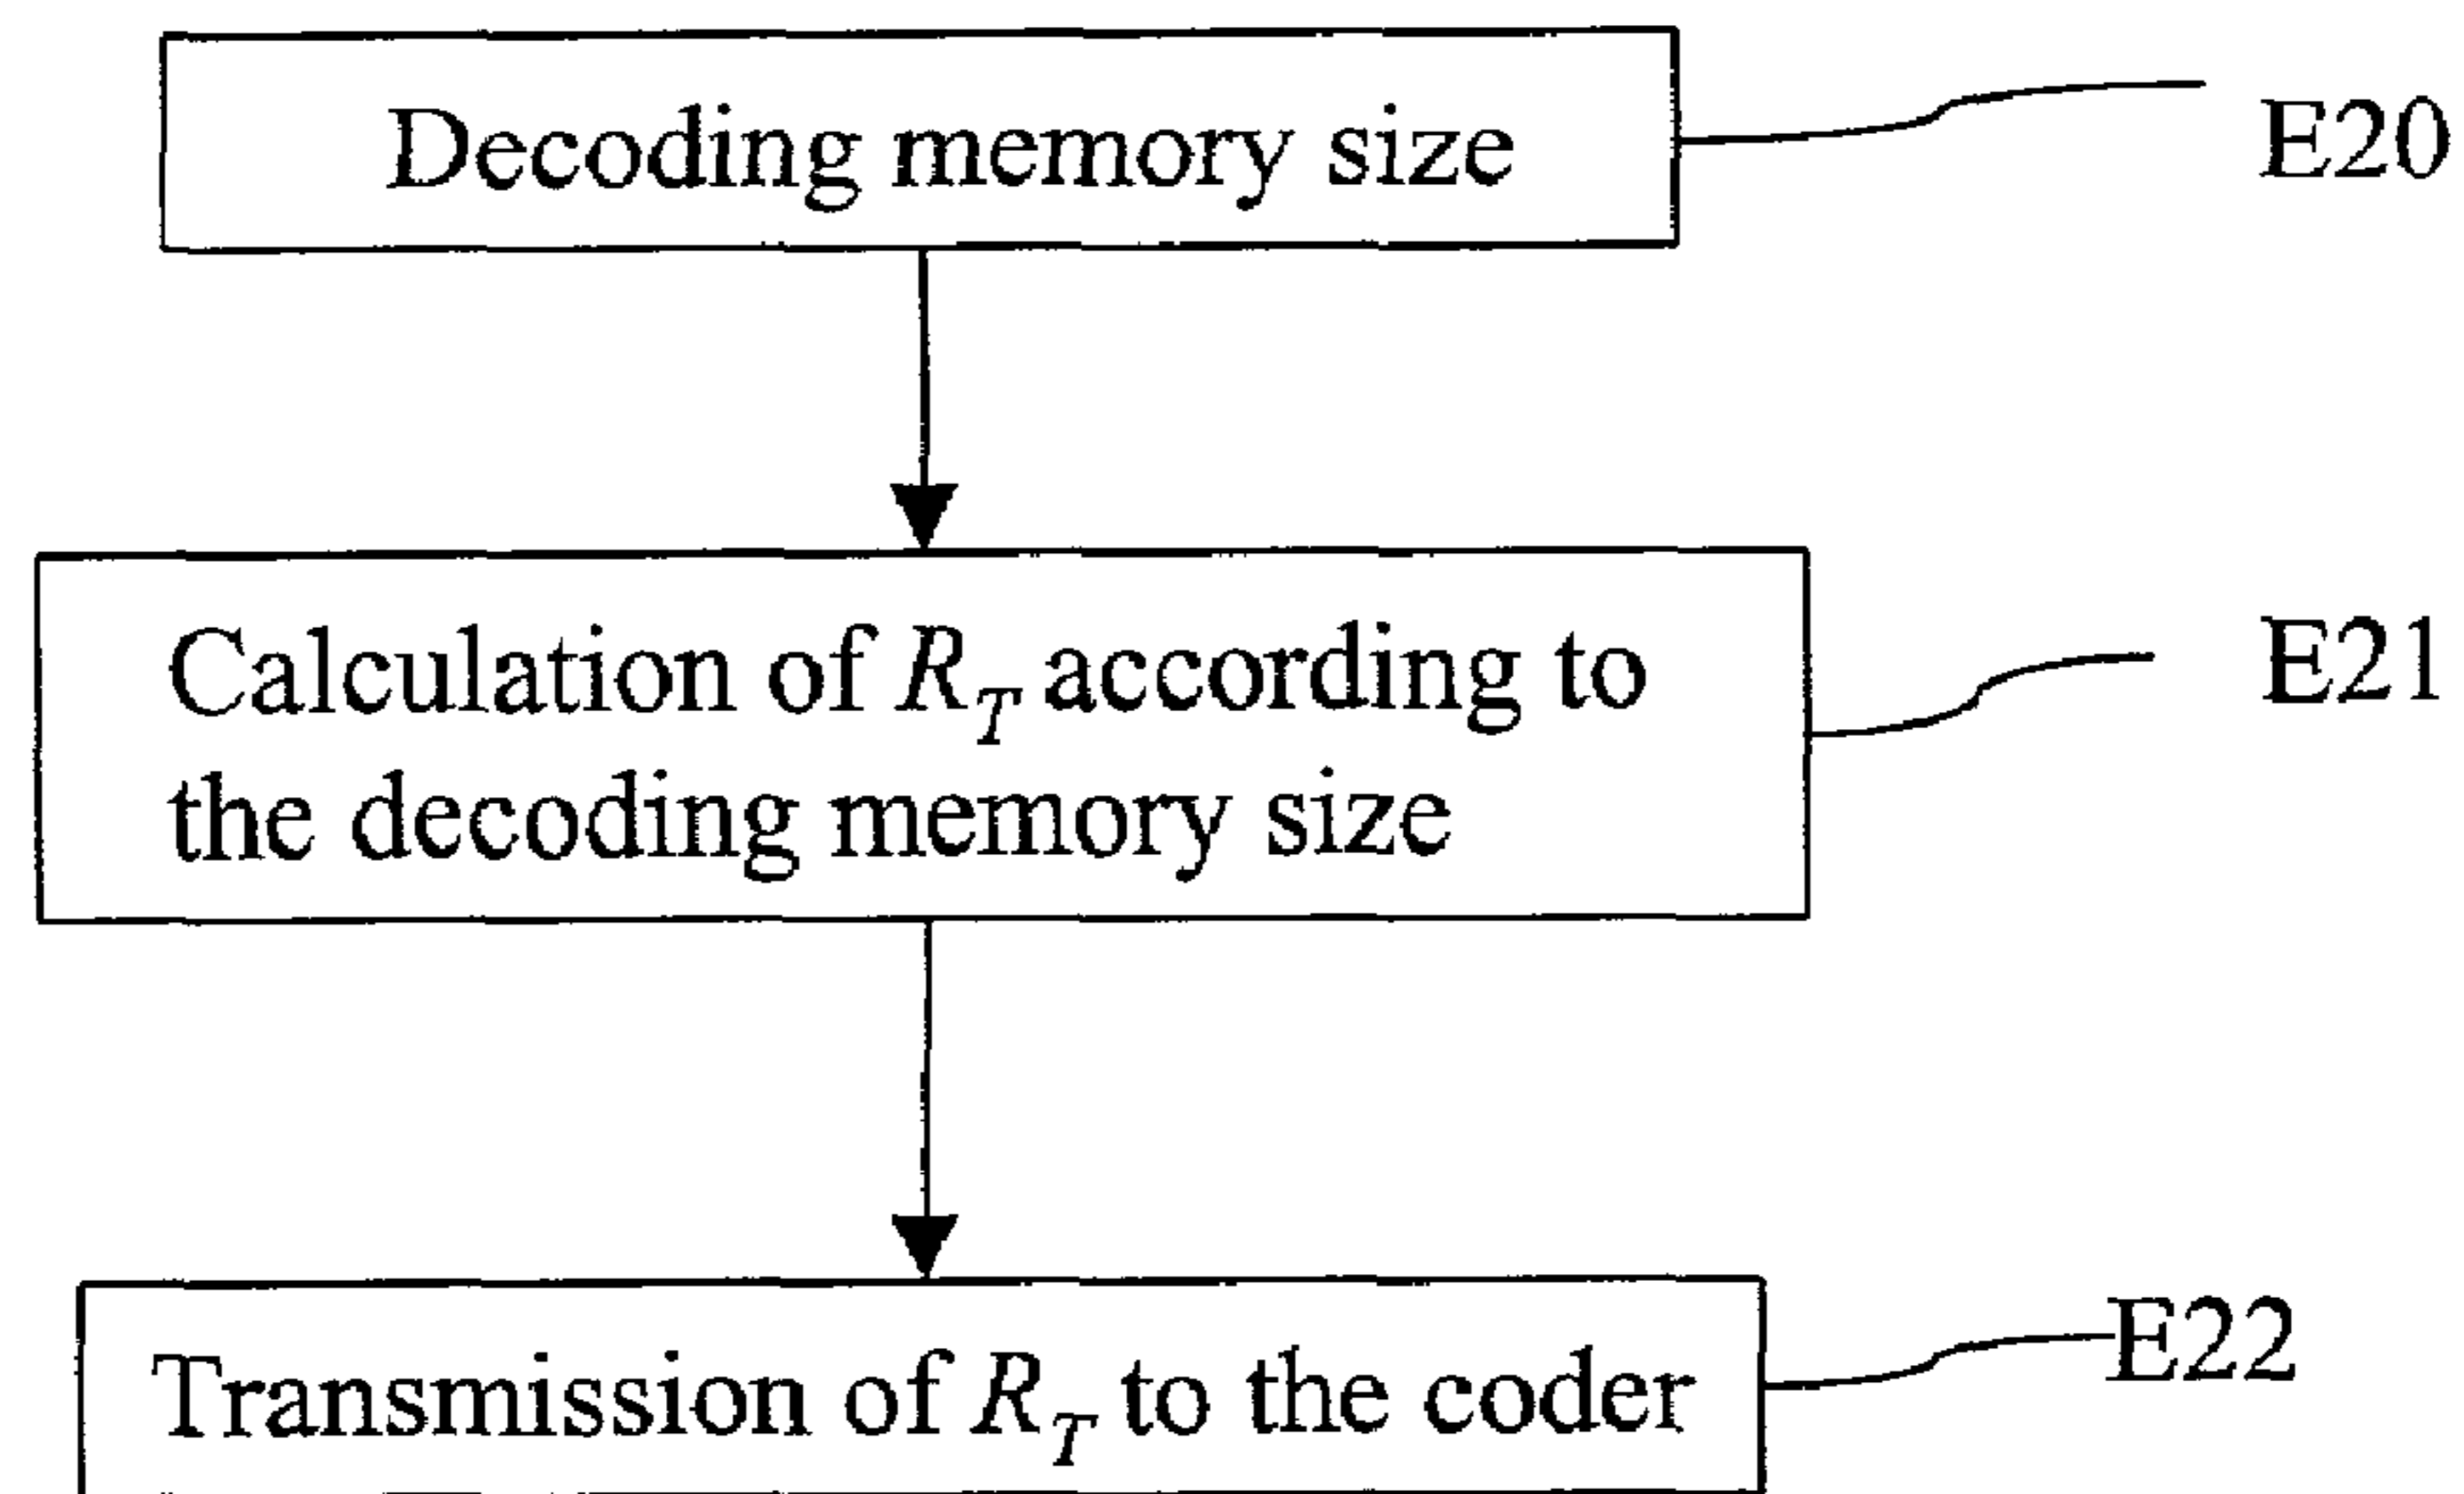 Decoding memory size
E20
Calculation of R_T according to
the decoding memory size
E21
Transmission of R_T to the coder
E22